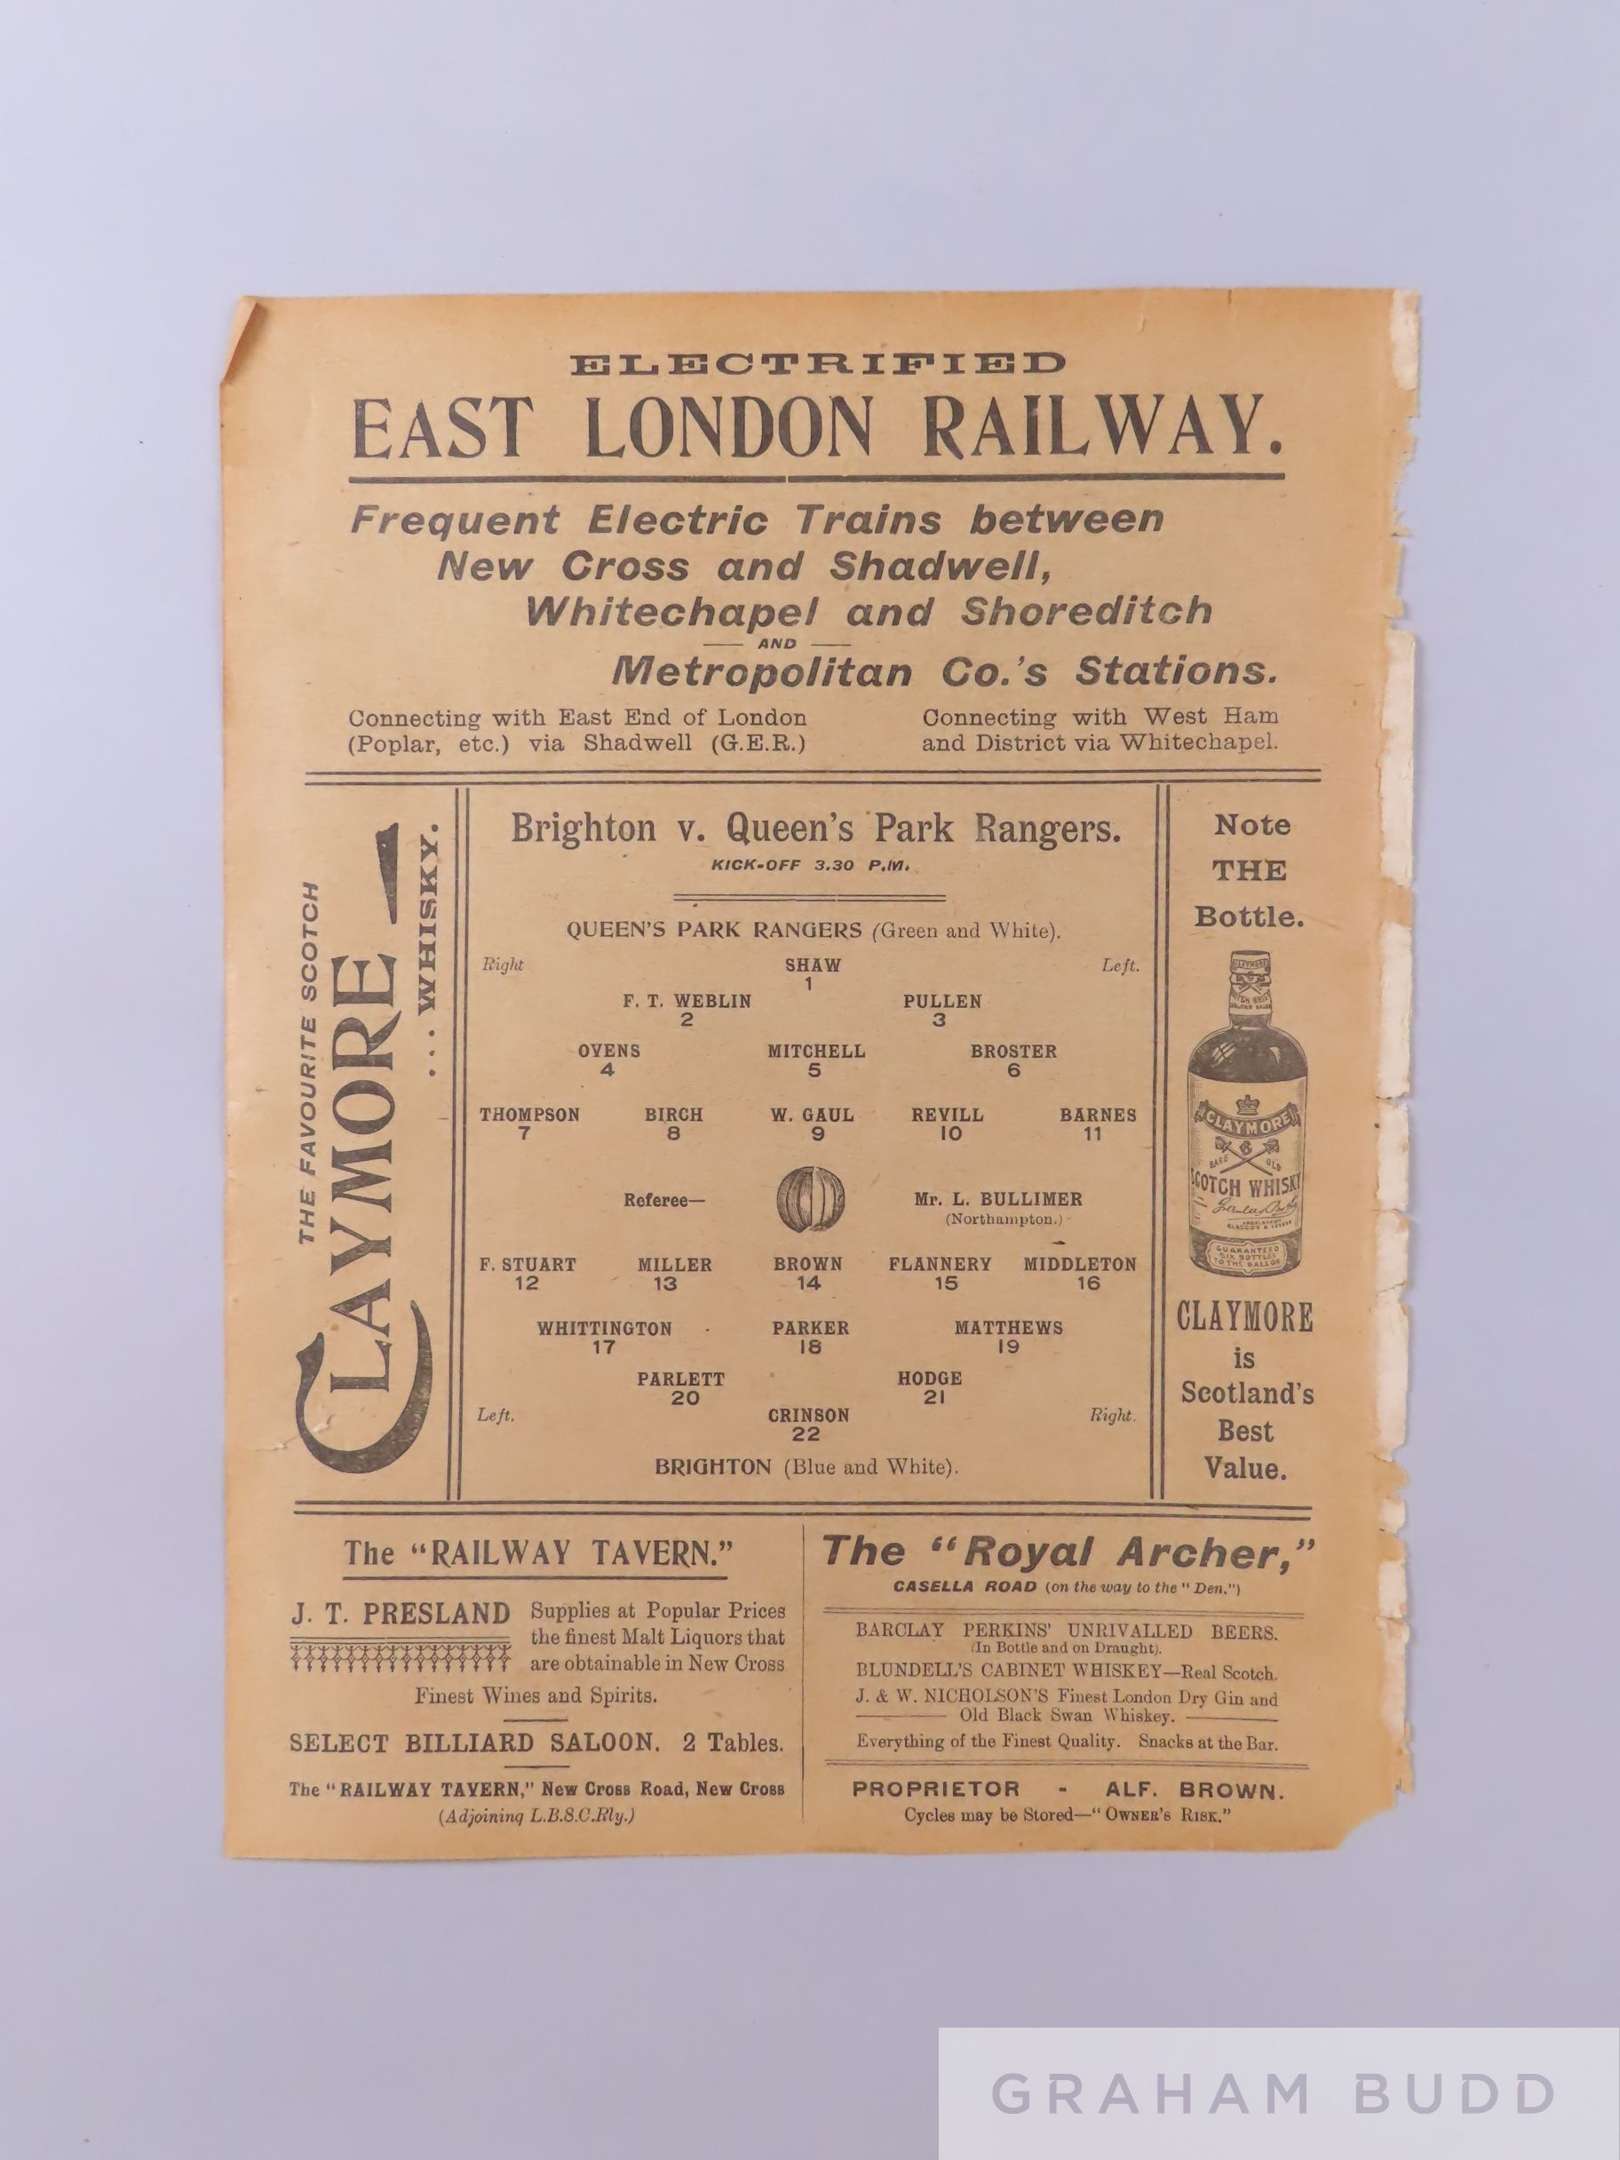 ELECTRIFIED
EAST LONDON RAILWAY.
Frequent Electric Trains between
New Cross and Shadwell,
Whitechapel and Shoreditch
AND
Metropolitan Co.'s Stations.
Connecting with East End of London
(Poplar, etc.) via Shadwell (G.E.R.)
Connecting with West Ham
and District via Whitechapel.
THE FAVOURITE SCOTCH
CLAYMORE
... WHISKY.
Brighton v. Queen's Park Rangers.
KICK-OFF 3.30 P.M.
QUEEN'S PARK RANGERS (Green and White).
Right SHAW Left.
1
F. T. WEBLIN PULLEN
2 3
OVENS MITCHELL BROSTER
4 5 6
THOMPSON BIRCH W. GAUL REVILL BARNES
7 8 9 10 11
Referee— Mr. L. BULLIMER
(Northampton.)
F. STUART MILLER BROWN FLANNERY MIDDLETON
12 13 14 15 16
WHITTINGTON PARKER MATTHEWS
17 18 19
PARLETT HODGE
20 21
Left. CRINSON Right.
22
BRIGHTON (Blue and White).
Note
THE
Bottle.
CLAYMORE
RARE OLD
SCOTCH WHISKY
GUARANTEED
SIX BOTTLES
TO THE GALLON
CLAYMORE
is
Scotland's
Best
Value.
The "RAILWAY TAVERN."
J. T. PRESLAND
Supplies at Popular Prices
the finest Malt Liquors that
are obtainable in New Cross
Finest Wines and Spirits.
SELECT BILLIARD SALOON. 2 Tables.
The "RAILWAY TAVERN," New Cross Road, New Cross
(Adjoining L.B.S.C.Rly.)
The "Royal Archer,"
CASELLA ROAD (on the way to the "Den.")
BARCLAY PERKINS' UNRIVALLED BEERS.
(In Bottle and on Draught).
BLUNDELL'S CABINET WHISKEY—Real Scotch.
J. & W. NICHOLSON'S Finest London Dry Gin and
Old Black Swan Whiskey.
Everything of the Finest Quality. Snacks at the Bar.
PROPRIETOR - ALF. BROWN.
Cycles may be Stored—"OWNER'S RISK."
GRAHAM BUDD